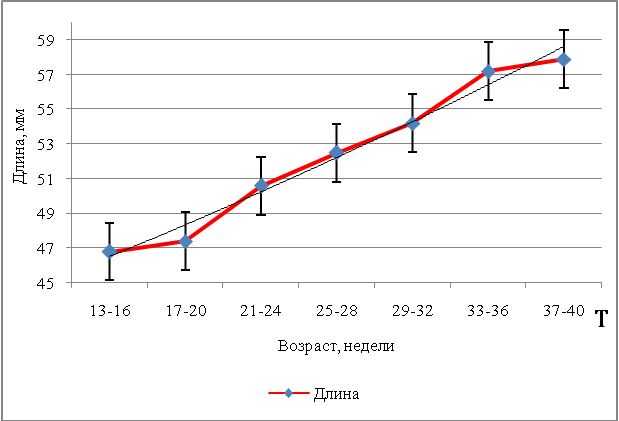 59
57
55
53
51
49
47
45
Длина, мм
13-16 17-20 21-24 25-28 29-32 33-36 37-40 Т
Возраст, недели
Длина